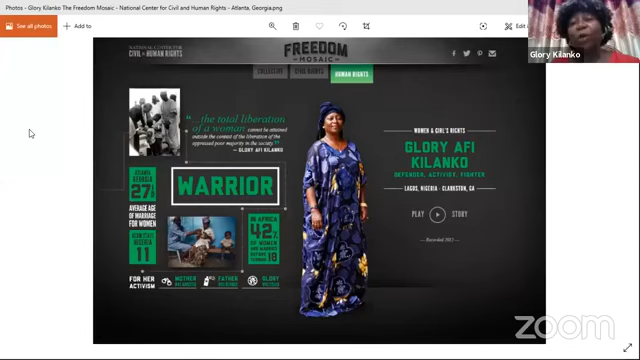 Photos - Glory Kilanko The Freedom Mosaic - National Center for Civil and Human Rights - Atlanta, Georgia.png
See all photos
Add to
Glory Kilanko
CIVIL AND HUMAN RIGHTS
FREEDOM
MOSAIC
COLLECTIVE
CIVIL RIGHTS
HUMAN RIGHTS
“...the total liberation
of a woman cannot be attained
outside the context of the liberation of the
oppressed poor majority in the society.”
— GLORY AFI KILANKO
WARRIOR
ATLANTA
GEORGIA
27
AVERAGE AGE
OF MARRIAGE
FOR WOMEN
NIGERIA
11
IN AFRICA
42%
OF WOMEN
ARE MARRIED
BEFORE
TURNING 18
FOR HER
ACTIVISM
MOTHER
FATHER
GLORY
WOMEN & GIRL'S RIGHTS
GLORY AFI
KILANKO
DEFENDER, ACTIVIST, FIGHTER
LAGOS, NIGERIA - CLARKSTON, CA
PLAY
STORY
zoom